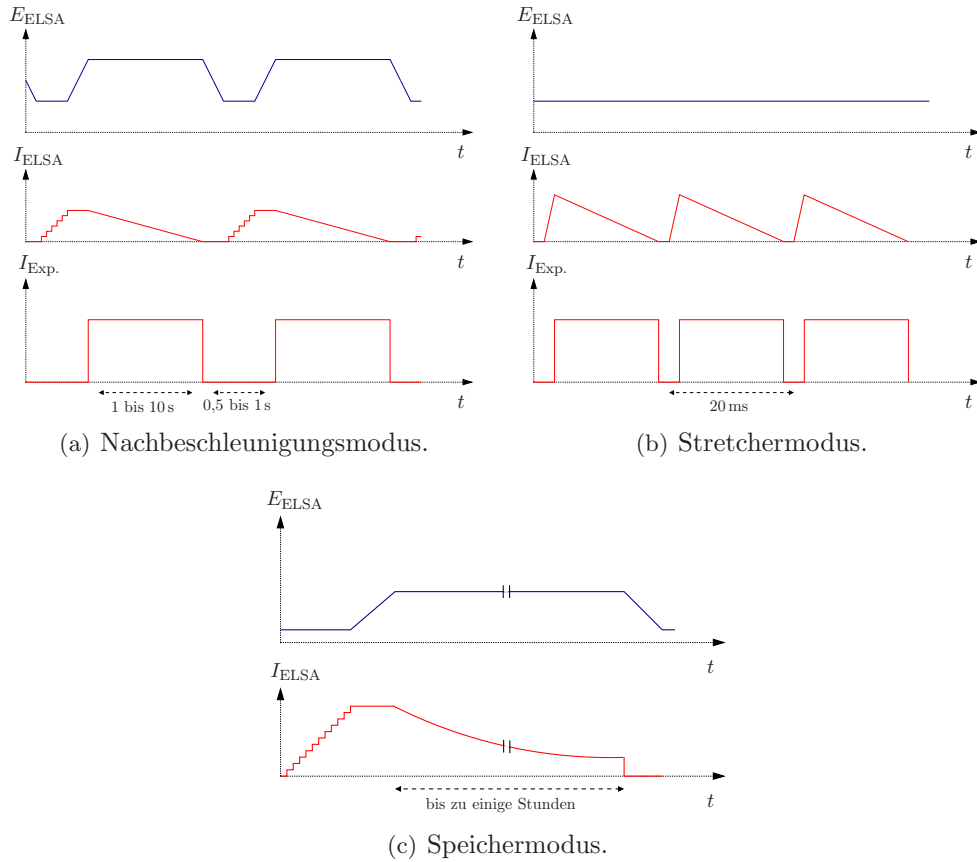 E_ELSA
t
I_ELSA
t
I_Exp.
1 bis 10 s
0,5 bis 1 s
t
(a) Nachbeschleunigungsmodus.
E_ELSA
t
I_ELSA
t
I_Exp.
20 ms
t
(b) Stretchermodus.
E_ELSA
t
I_ELSA
bis zu einige Stunden
t
(c) Speichermodus.